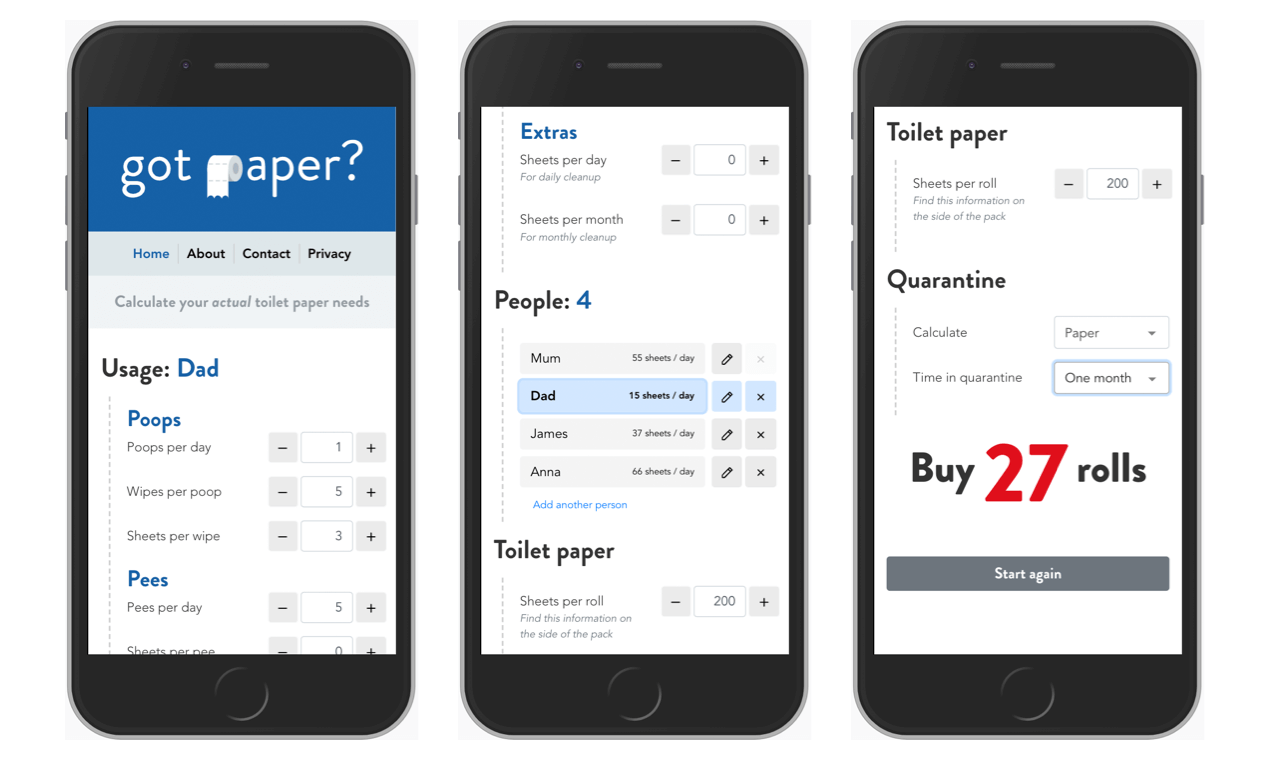 got paper?
Home About Contact Privacy
Calculate your actual toilet paper needs
Usage: Dad
Poops
Poops per day − 1 +
Wipes per poop − 5 +
Sheets per wipe − 3 +
Pees
Pees per day − 5 +
Sheets per pee − 0 +
Extras
Sheets per day − 0 +
For daily cleanup
Sheets per month − 0 +
For monthly cleanup
People: 4
Mum 55 sheets / day ×
Dad 15 sheets / day ×
James 37 sheets / day ×
Anna 66 sheets / day ×
Add another person
Toilet paper
Sheets per roll − 200 +
Find this information on
the side of the pack
Toilet paper
Sheets per roll − 200 +
Find this information on
the side of the pack
Quarantine
Calculate Paper
Time in quarantine One month
Buy 27 rolls
Start again